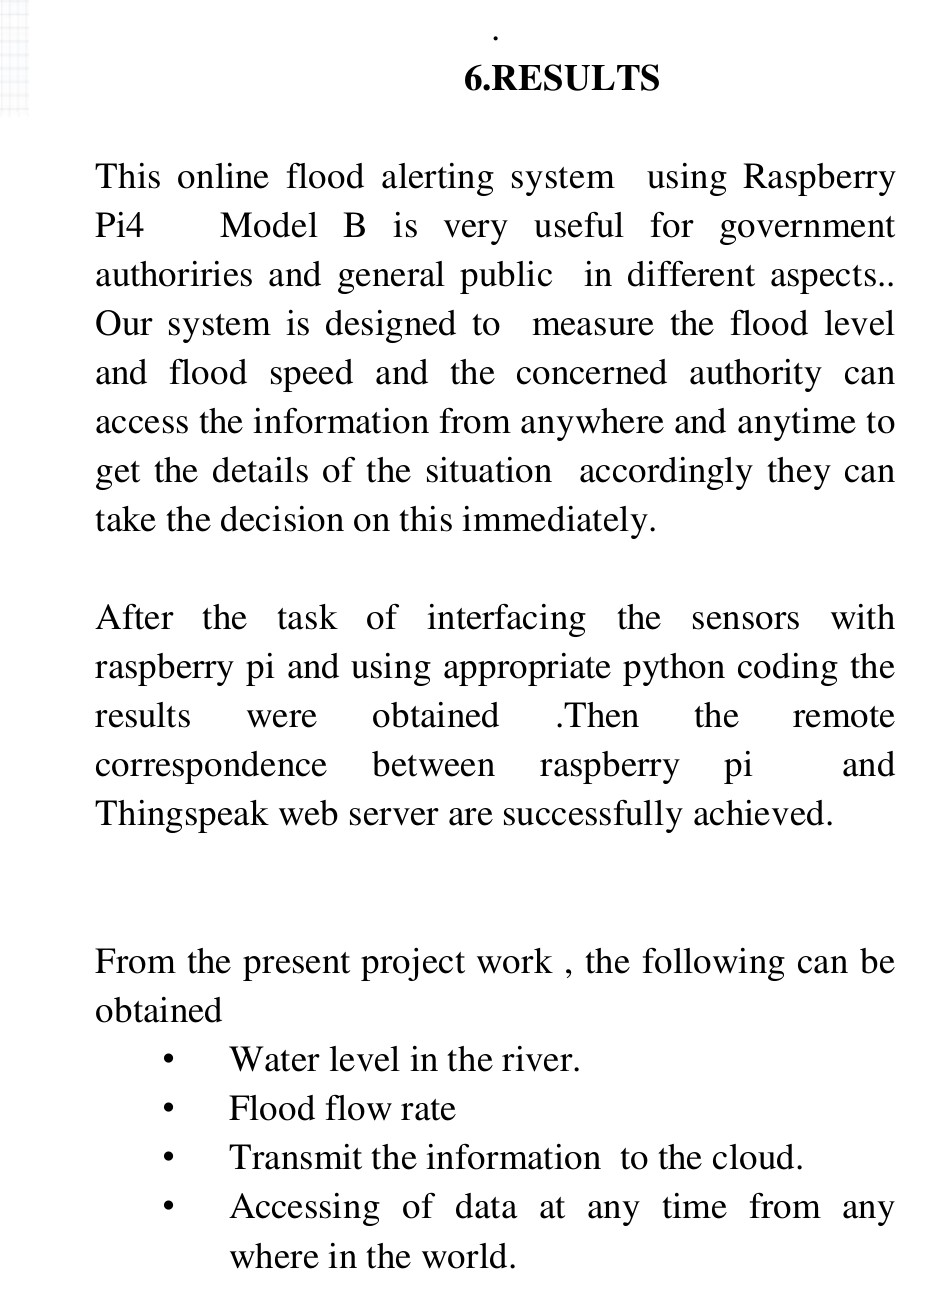 .
6.RESULTS
This online flood alerting system using Raspberry
Pi4 Model B is very useful for government
authoriries and general public in different aspects..
Our system is designed to measure the flood level
and flood speed and the concerned authority can
access the information from anywhere and anytime to
get the details of the situation accordingly they can
take the decision on this immediately.
After the task of interfacing the sensors with
raspberry pi and using appropriate python coding the
results were obtained .Then the remote
correspondence between raspberry pi and
Thingspeak web server are successfully achieved.
From the present project work , the following can be
obtained
• Water level in the river.
• Flood flow rate
• Transmit the information to the cloud.
• Accessing of data at any time from any
where in the world.